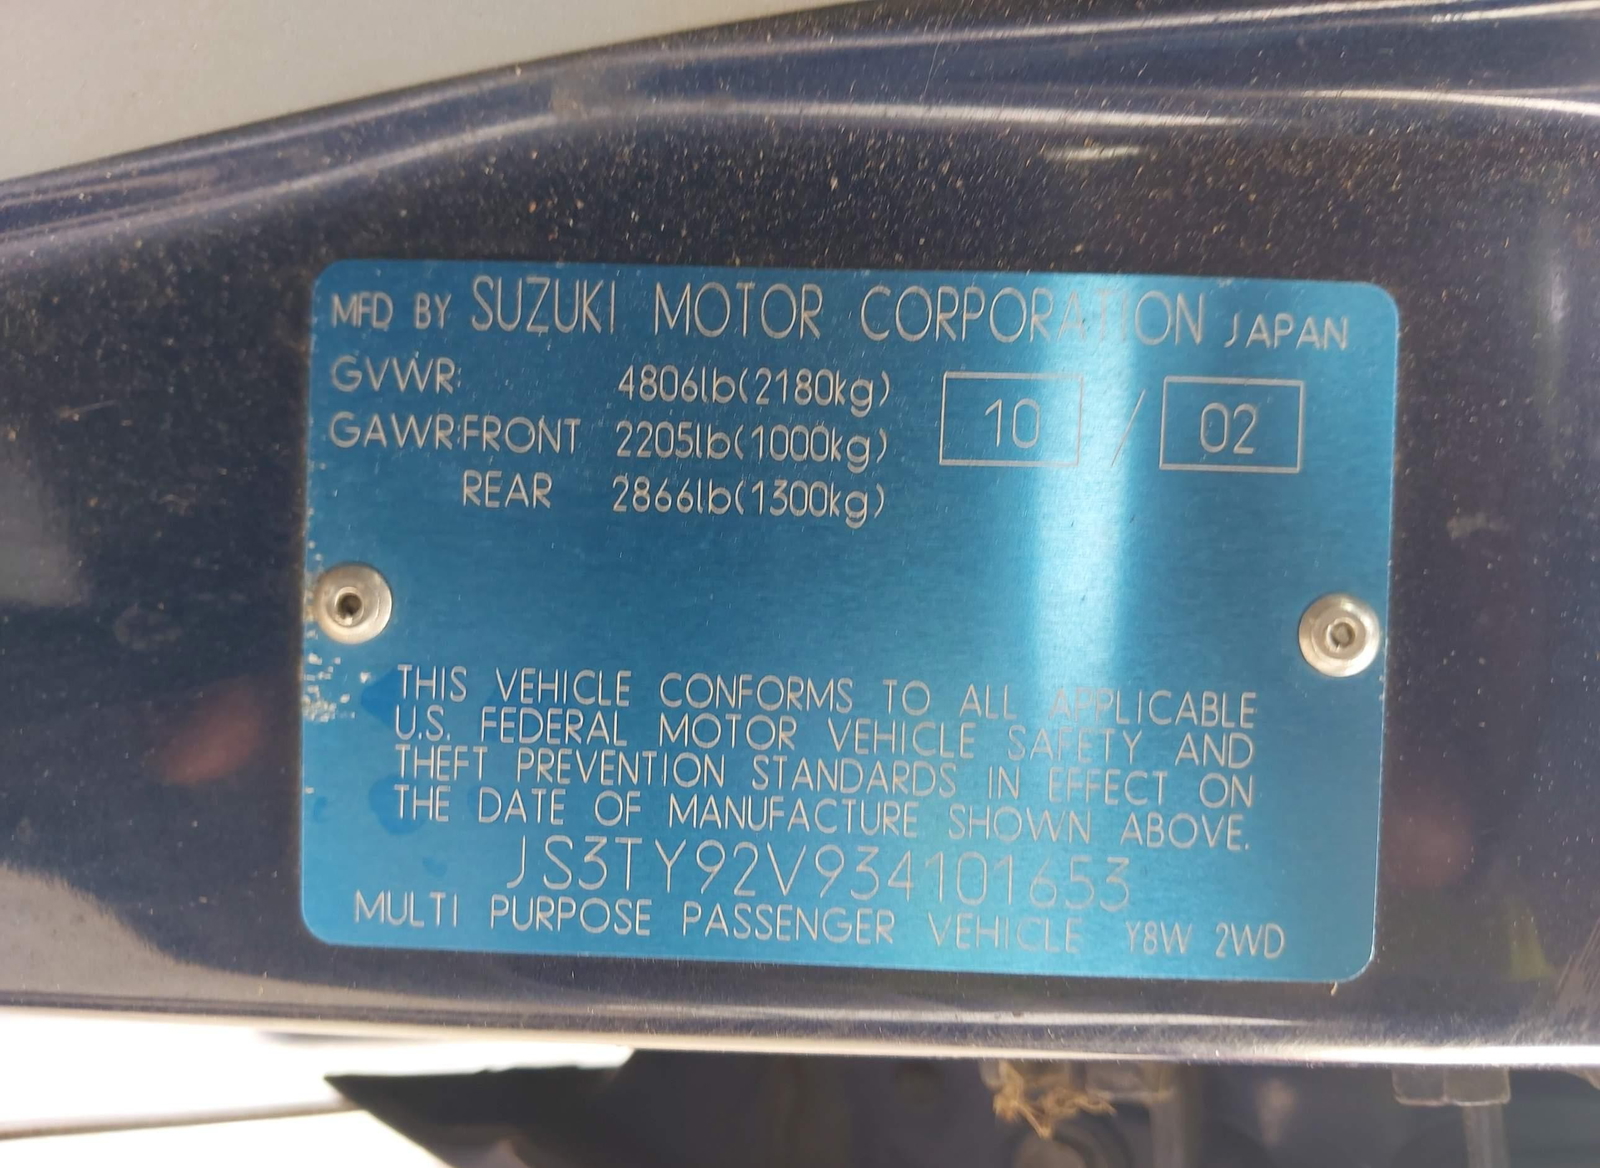 MFD BY SUZUKI MOTOR CORPORATION JAPAN
GVWR: 4806lb(2180kg) 10 / 02
GAWR:FRONT 2205lb(1000kg)
REAR 2866lb(1300kg)
THIS VEHICLE CONFORMS TO ALL APPLICABLE
U.S. FEDERAL MOTOR VEHICLE SAFETY AND
THEFT PREVENTION STANDARDS IN EFFECT ON
THE DATE OF MANUFACTURE SHOWN ABOVE.
JS3TY92V934101653
MULTI PURPOSE PASSENGER VEHICLE Y8W 2WD